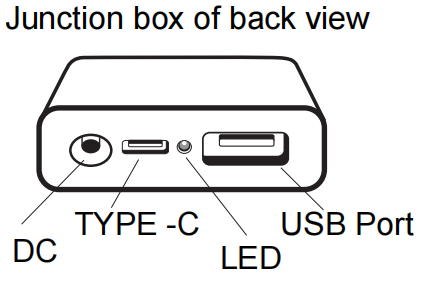 Junction box of back view
TYPE -C
USB Port
DC
LED